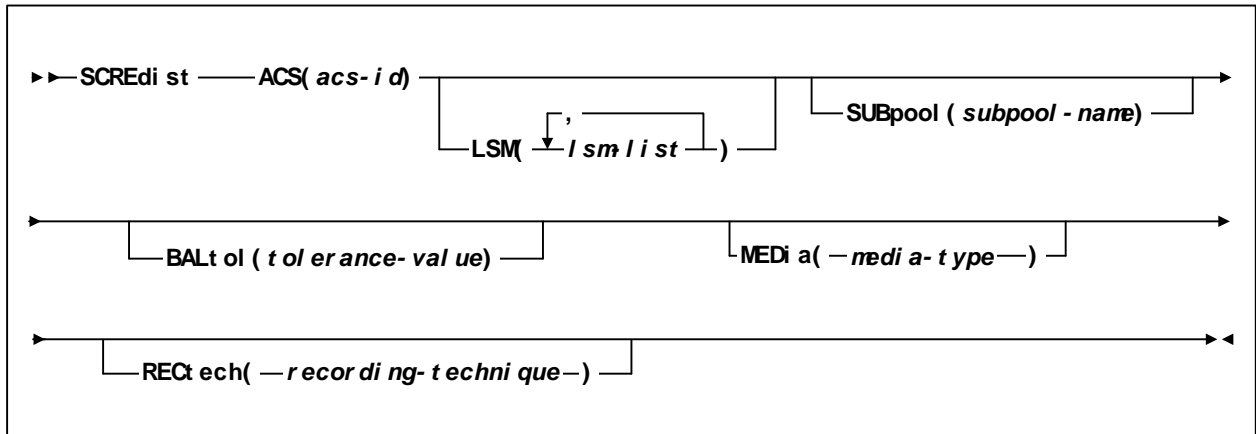 SCREdist ACS(acs-id)
SUBpool(subpool-name)
,
LSM(lsm-list)
BALtol(tolerance-value) MEDia(media-type)
RECtech(recording-technique)